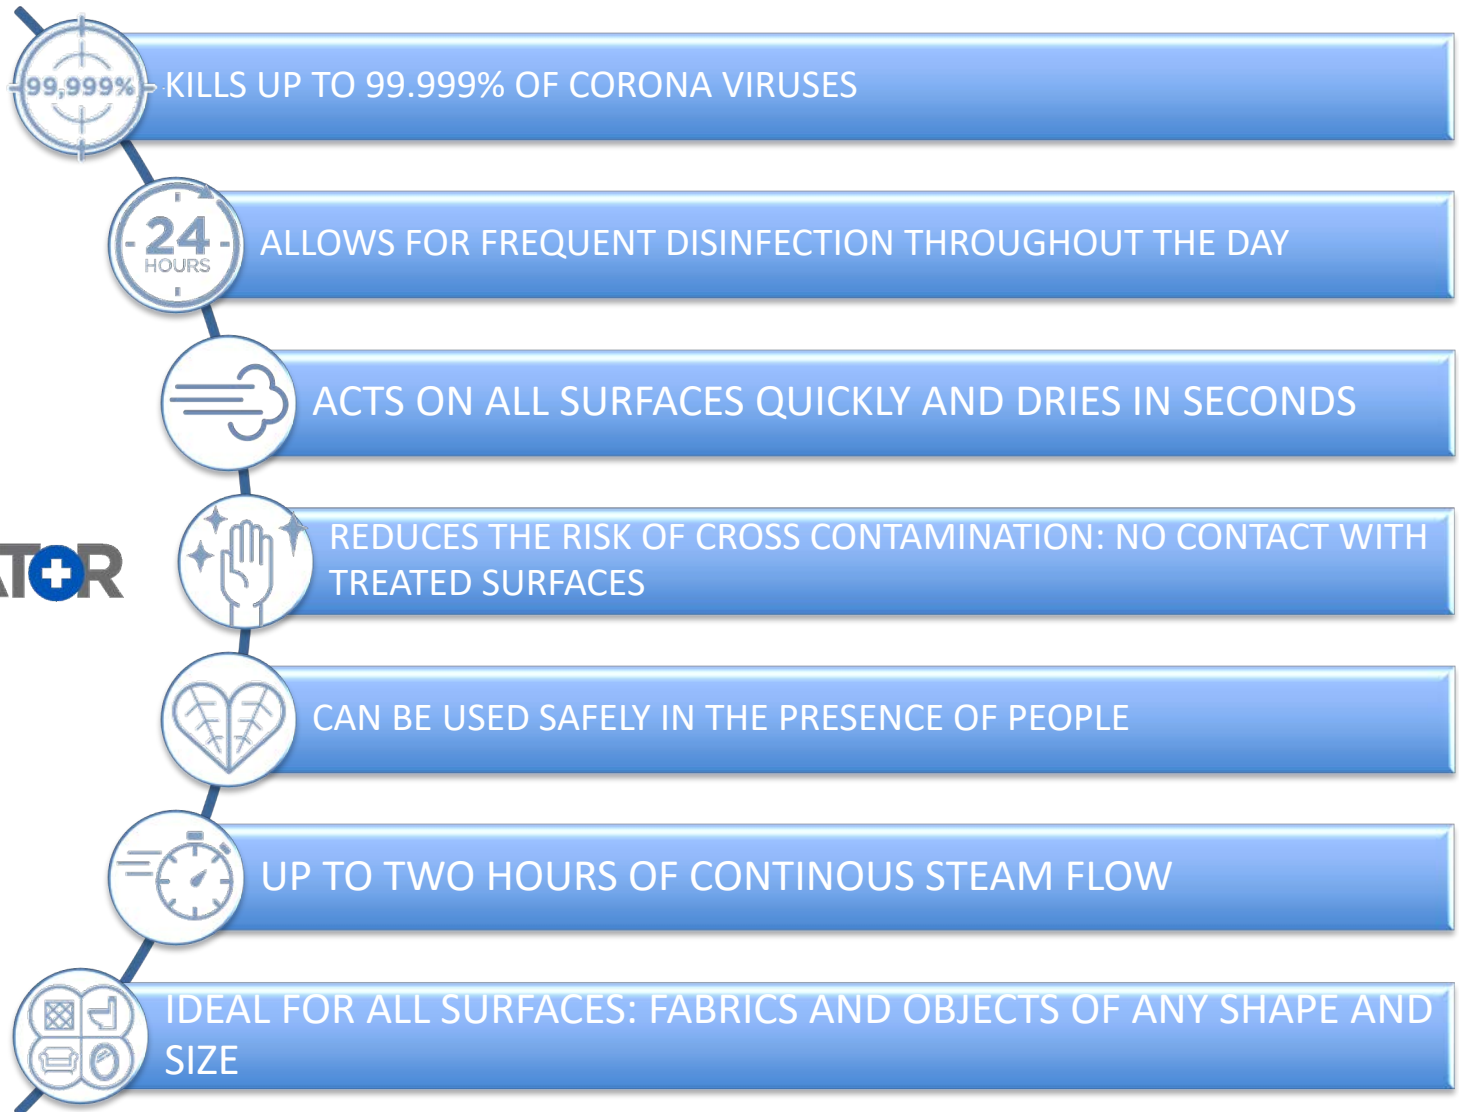 99,999%
KILLS UP TO 99.999% OF CORONA VIRUSES
24
HOURS
ALLOWS FOR FREQUENT DISINFECTION THROUGHOUT THE DAY
ACTS ON ALL SURFACES QUICKLY AND DRIES IN SECONDS
ATOR
REDUCES THE RISK OF CROSS CONTAMINATION: NO CONTACT WITH
TREATED SURFACES
CAN BE USED SAFELY IN THE PRESENCE OF PEOPLE
UP TO TWO HOURS OF CONTINOUS STEAM FLOW
IDEAL FOR ALL SURFACES: FABRICS AND OBJECTS OF ANY SHAPE AND
SIZE